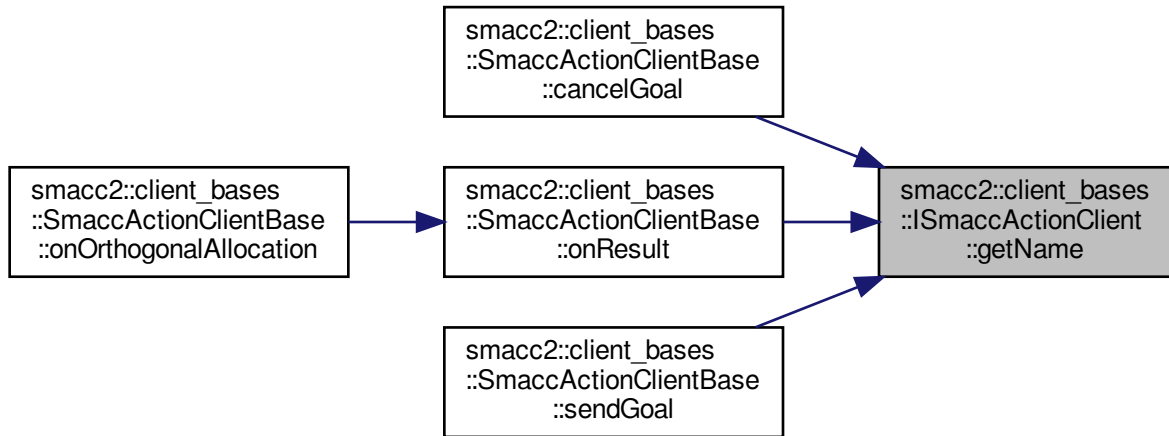 smacc2::client_bases
::SmaccActionClientBase
::cancelGoal
smacc2::client_bases
::SmaccActionClientBase
::onOrthogonalAllocation
smacc2::client_bases
::SmaccActionClientBase
::onResult
smacc2::client_bases
::ISmaccActionClient
::getName
smacc2::client_bases
::SmaccActionClientBase
::sendGoal